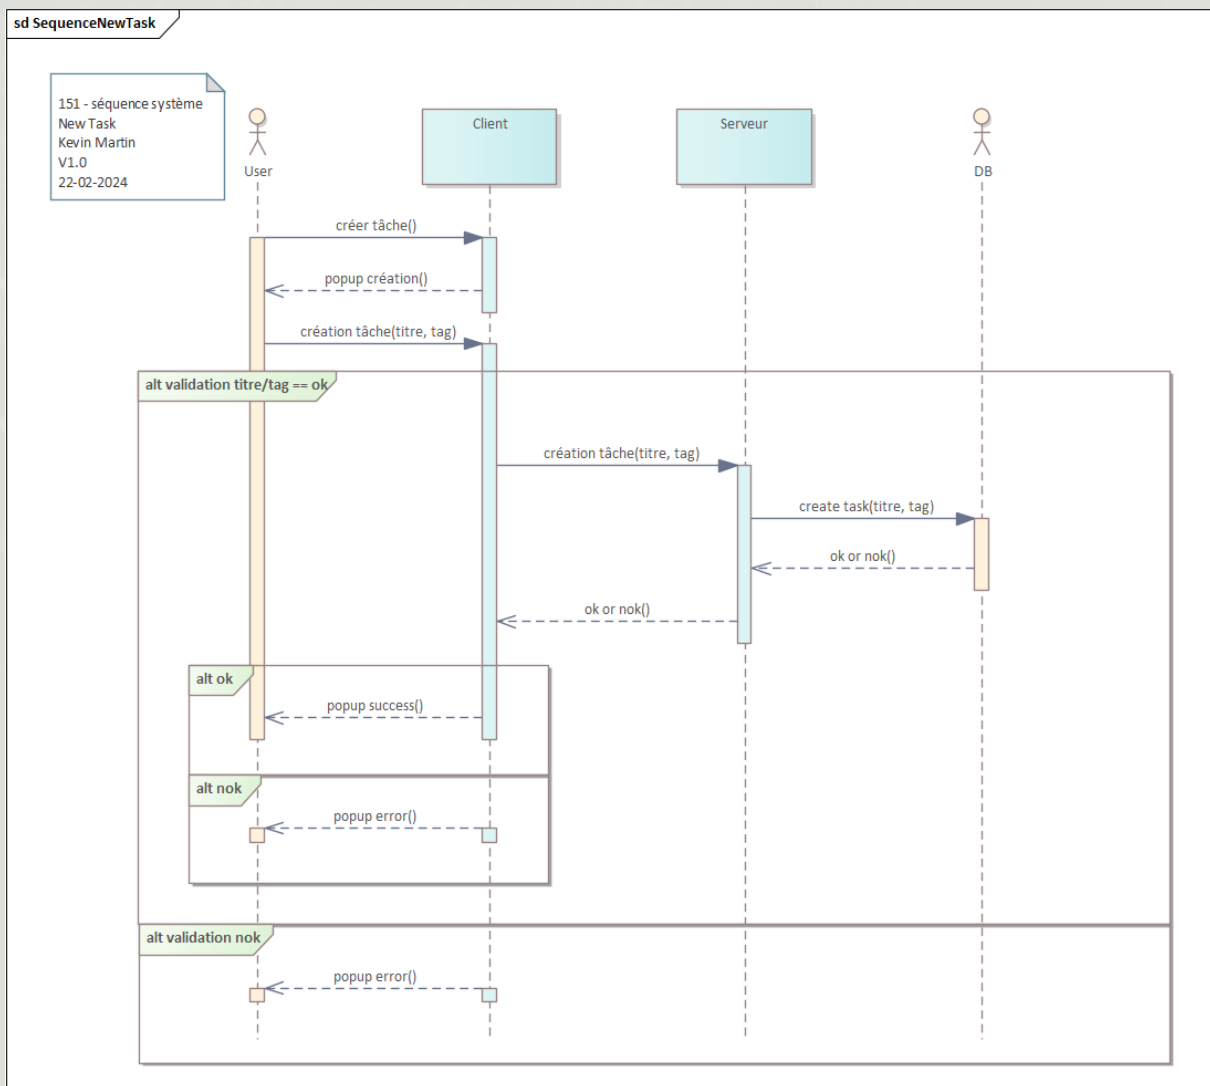 sd SequenceNewTask
151 - séquence système
New Task
Kevin Martin
V1.0
22-02-2024
User
Client
Serveur
DB
créer tâche()
popup création()
création tâche(titre, tag)
alt validation titre/tag == ok
création tâche(titre, tag)
create task(titre, tag)
ok or nok()
ok or nok()
alt ok
popup success()
alt nok
popup error()
alt validation nok
popup error()